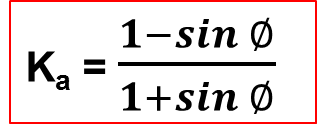 Kₐ = (1−sin ∅)/(1+sin ∅)